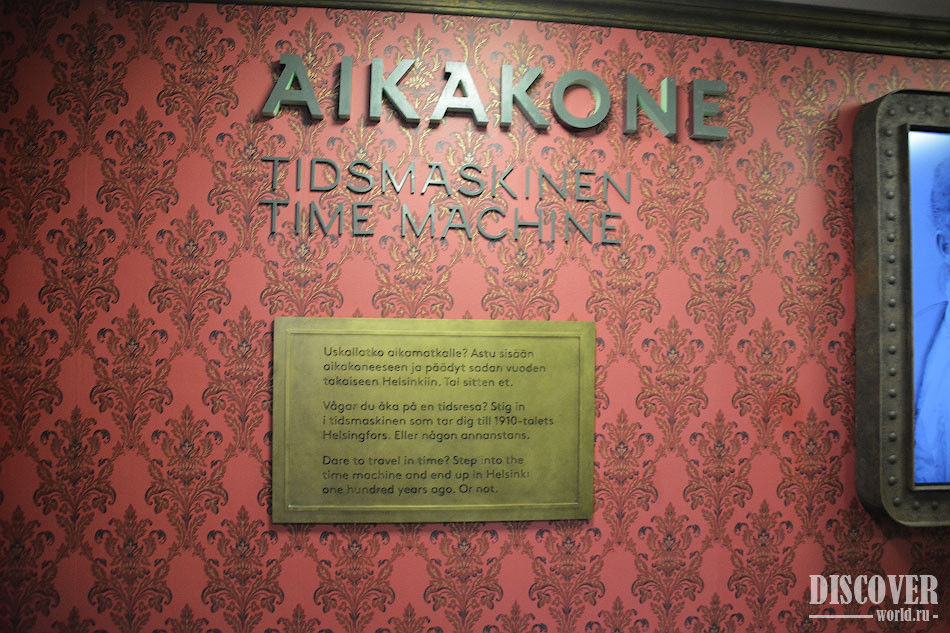 AIKAKONE
TIDSMASKINEN
TIME MACHINE
Uskallatko aikamatkalle? Astu sisään
aikakoneeseen ja päädyt sadan vuoden
takaiseen Helsinkiin. Tai sitten et.
Vågar du åka på en tidsresa? Stig in
i tidsmaskinen som tar dig till 1910-talets
Helsingfors. Eller någon annanstans.
Dare to travel in time? Step into the
time machine and end up in Helsinki
one hundred years ago. Or not.
DISCOVER
world.ru